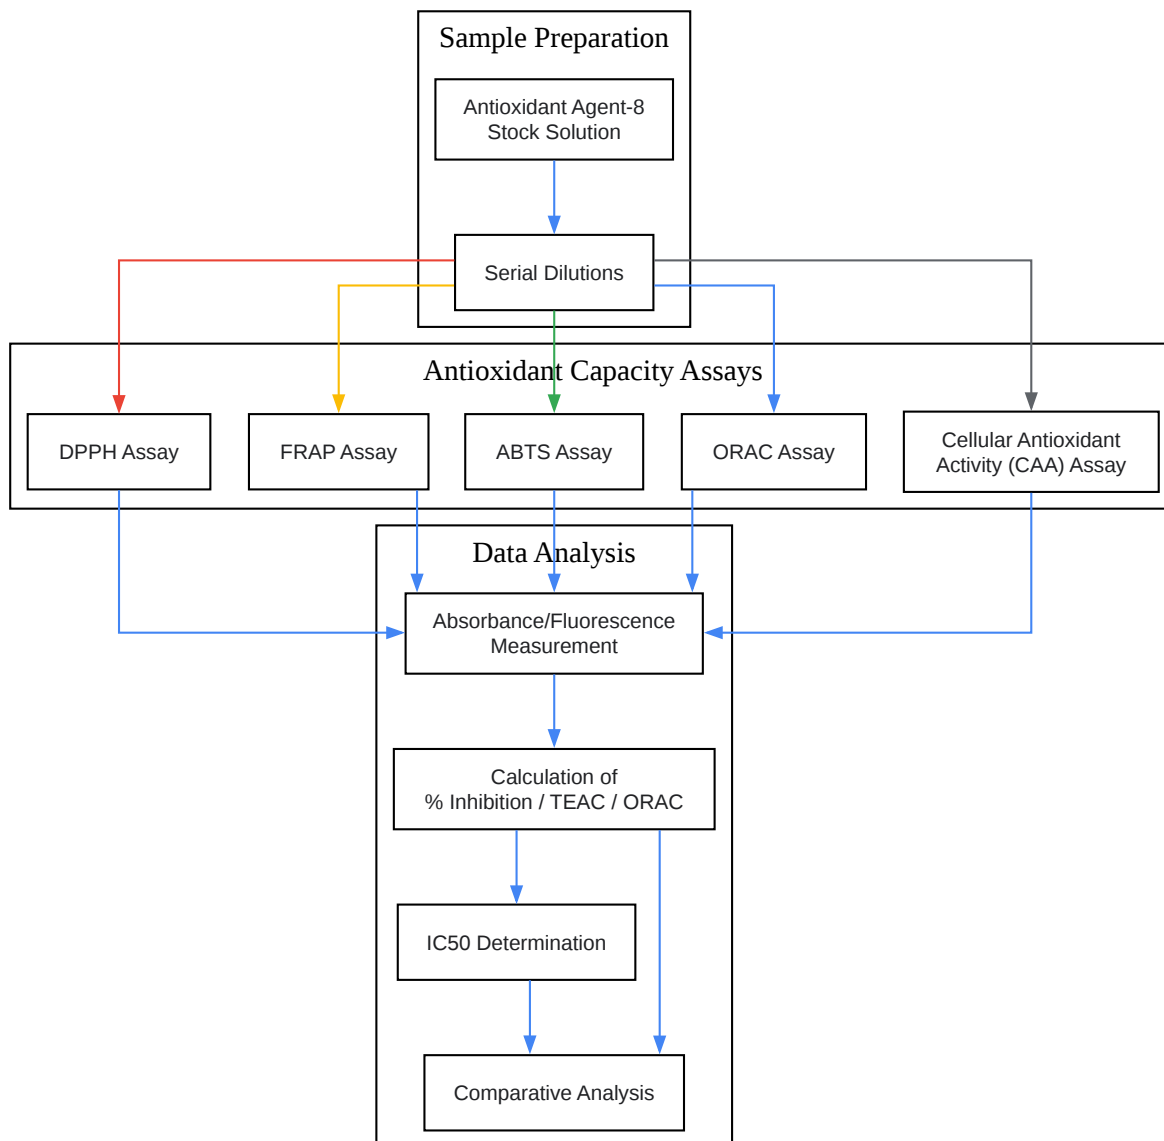 Sample Preparation
Antioxidant Agent-8
Stock Solution
Serial Dilutions
Antioxidant Capacity Assays
DPPH Assay
FRAP Assay
ABTS Assay
ORAC Assay
Cellular Antioxidant
Activity (CAA) Assay
Data Analysis
Absorbance/Fluorescence
Measurement
Calculation of
% Inhibition / TEAC / ORAC
IC50 Determination
Comparative Analysis